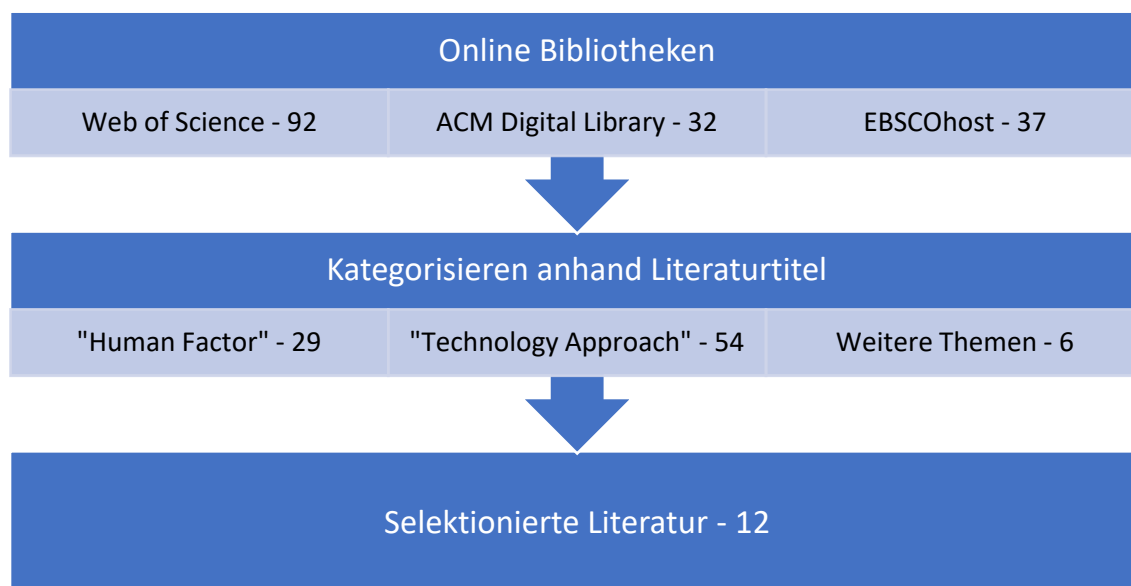 Online Bibliotheken
Web of Science - 92 ACM Digital Library - 32 EBSCOhost - 37
Kategorisieren anhand Literaturtitel
"Human Factor" - 29 "Technology Approach" - 54 Weitere Themen - 6
Selektionierte Literatur - 12